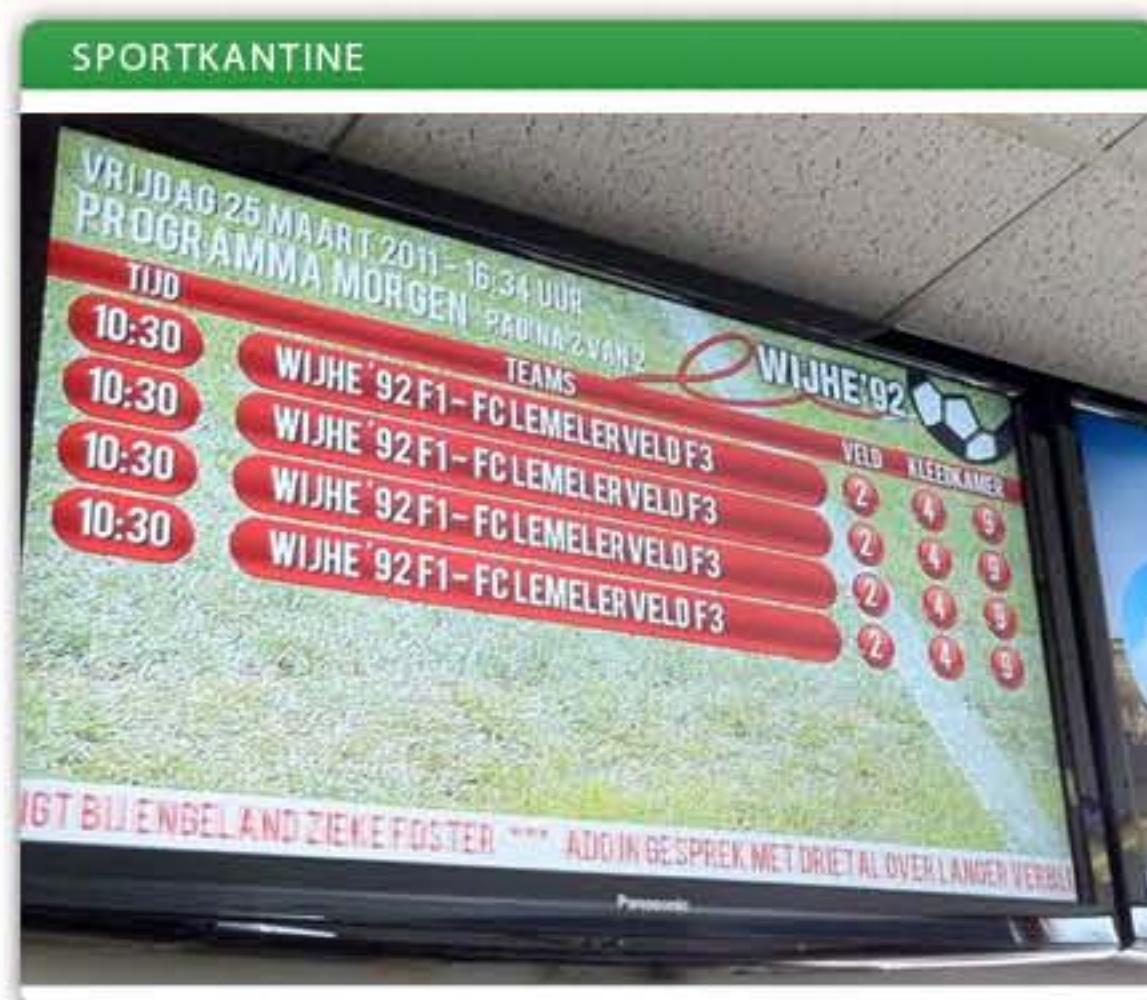 SPORTKANTINE
VRIJDAG 25 MAART 2011 - 16:34 UUR
PROGRAMMA MORGEN PAGINA 2 VAN 2
WIJHE'92
TIJD TEAMS VELD KLEEDKAMER
10:30 WIJHE '92 F1 - FC LEMELERVELD F3 2 4 9
10:30 WIJHE '92 F1 - FC LEMELERVELD F3 2 4 9
10:30 WIJHE '92 F1 - FC LEMELERVELD F3 2 4 9
10:30 WIJHE '92 F1 - FC LEMELERVELD F3 2 4 9
NGT BIJ ENGELAND ZIEKE FOSTER *** ADO IN GESPREK MET DRIETAL OVER LANGER
Panasonic